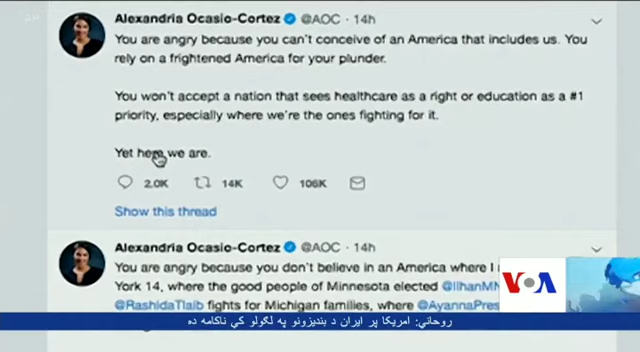 AP
Alexandria Ocasio-Cortez @AOC · 14h
You are angry because you can't conceive of an America that includes us. You
rely on a frightened America for your plunder.
You won't accept a nation that sees healthcare as a right or education as a #1
priority, especially where we're the ones fighting for it.
Yet here we are.
2.0K 14K 106K
Show this thread
Alexandria Ocasio-Cortez @AOC · 14h
You are angry because you don't believe in an America where I
York 14, where the good people of Minnesota elected @IlhanMN
@RashidaTlaib fights for Michigan families, where @AyannaPres
VOA
روحاني: امریکا پر ایران د بندیزونو په لګولو کې ناکامه ده